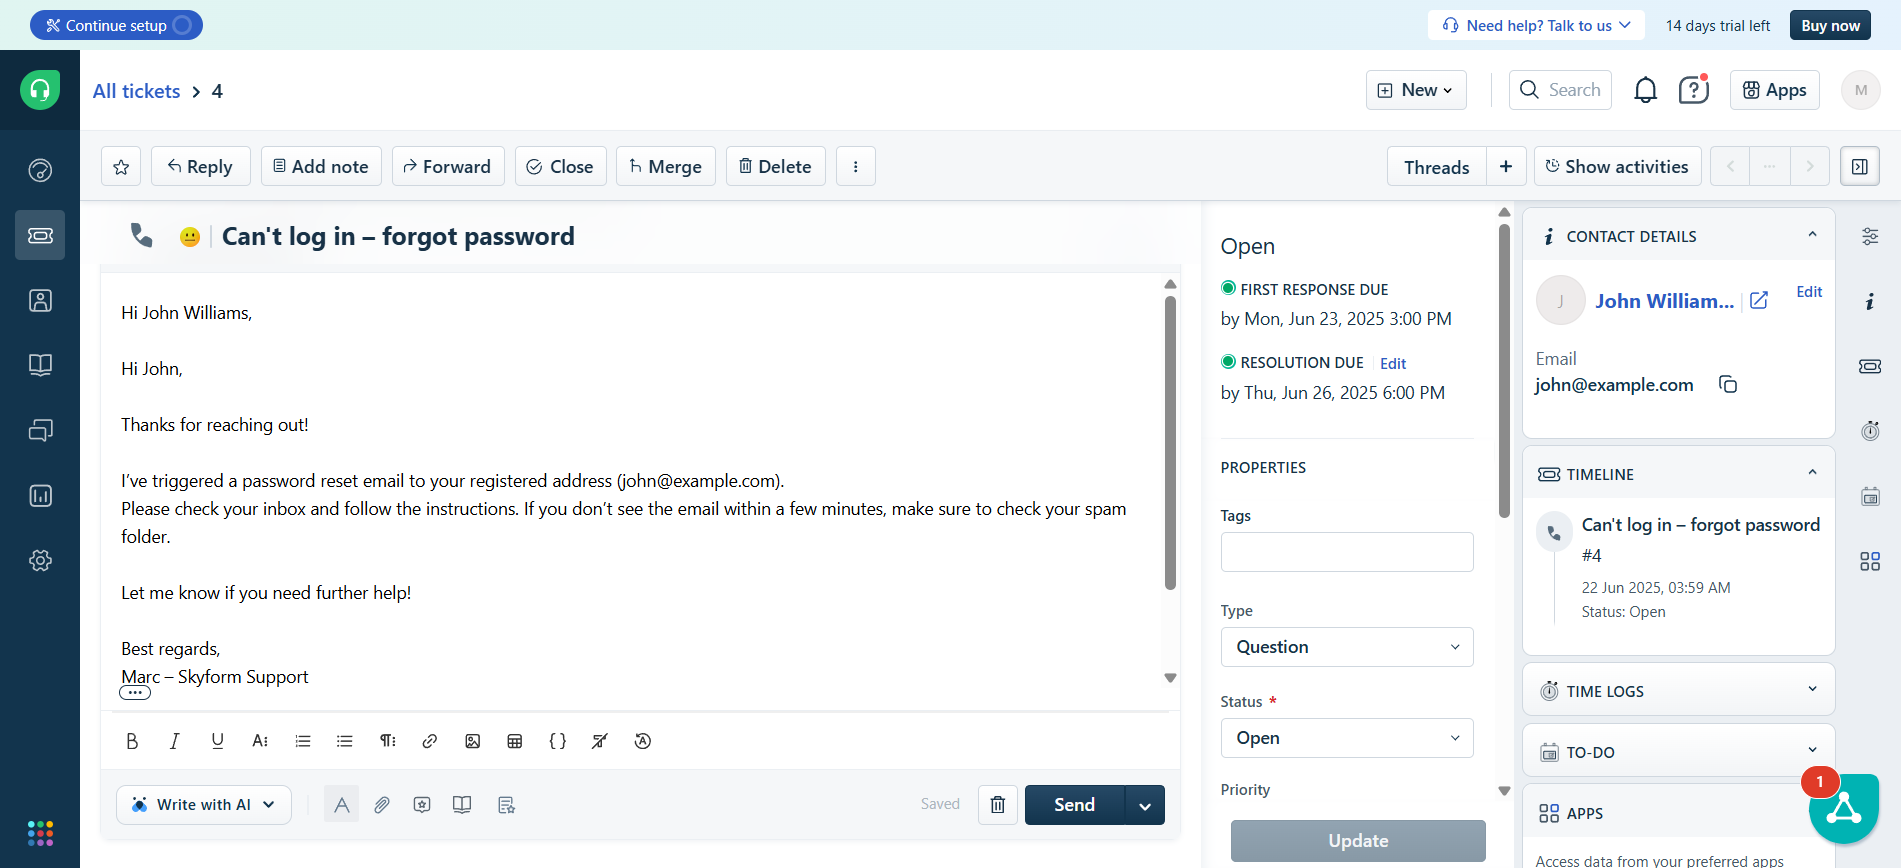 Continue setup
Need help? Talk to us
14 days trial left
Buy now
All tickets > 4
New
Search
Apps
M
Reply
Add note
Forward
Close
Merge
Delete
Threads
+
Show activities
Can't log in – forgot password
Hi John Williams,
Hi John,
Thanks for reaching out!
I’ve triggered a password reset email to your registered address (john@example.com).
Please check your inbox and follow the instructions. If you don’t see the email within a few minutes, make sure to check your spam
folder.
Let me know if you need further help!
Best regards,
Marc – Skyform Support
Write with AI
Saved
Send
Open
FIRST RESPONSE DUE
by Mon, Jun 23, 2025 3:00 PM
RESOLUTION DUE
Edit
by Thu, Jun 26, 2025 6:00 PM
PROPERTIES
Tags
Type
Question
Status *
Open
Priority
Update
CONTACT DETAILS
J
John William...
Edit
Email
john@example.com
TIMELINE
Can't log in – forgot password
#4
22 Jun 2025, 03:59 AM
Status: Open
TIME LOGS
TO-DO
1
APPS
Access data from your preferred apps